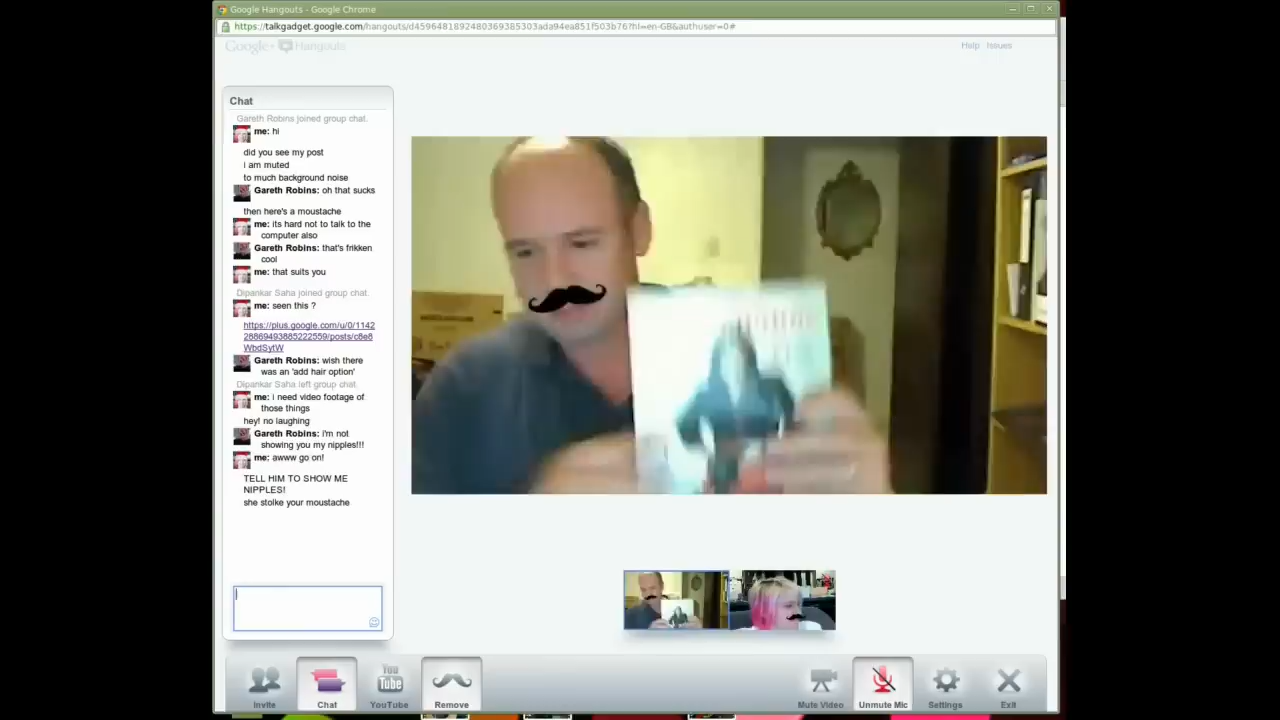 Google Hangouts - Google Chrome
https://talkgadget.google.com/hangouts/d45964818924803693B5303ada94ea851f503b76?hl=en-GB&authuser=0#
Google+ Hangouts
Help Issues
Chat
Gareth Robins joined group chat.
me: hi
did you see my post
i am muted
to much background noise
Gareth Robins: oh that sucks
then here's a moustache
me: its hard not to talk to the
computer also
Gareth Robins: that's frikken
cool
me: that suits you
Dipankar Saha joined group chat.
me: seen this ?
https://plus.google.com/u/0/1142
28869493885222559/posts/c8e8
WbdSytW
Gareth Robins: wish there
was an 'add hair option'
Dipankar Saha left group chat.
me: i need video footage of
those things
hey! no laughing
Gareth Robins: i'm not
showing you my nipples!!!
me: awww go on!
TELL HIM TO SHOW ME
NIPPLES!
she stolke your moustache
Invite
Chat
You Tube
YouTube
Remove
Mute Video
Unmute Mic
Settings
Exit